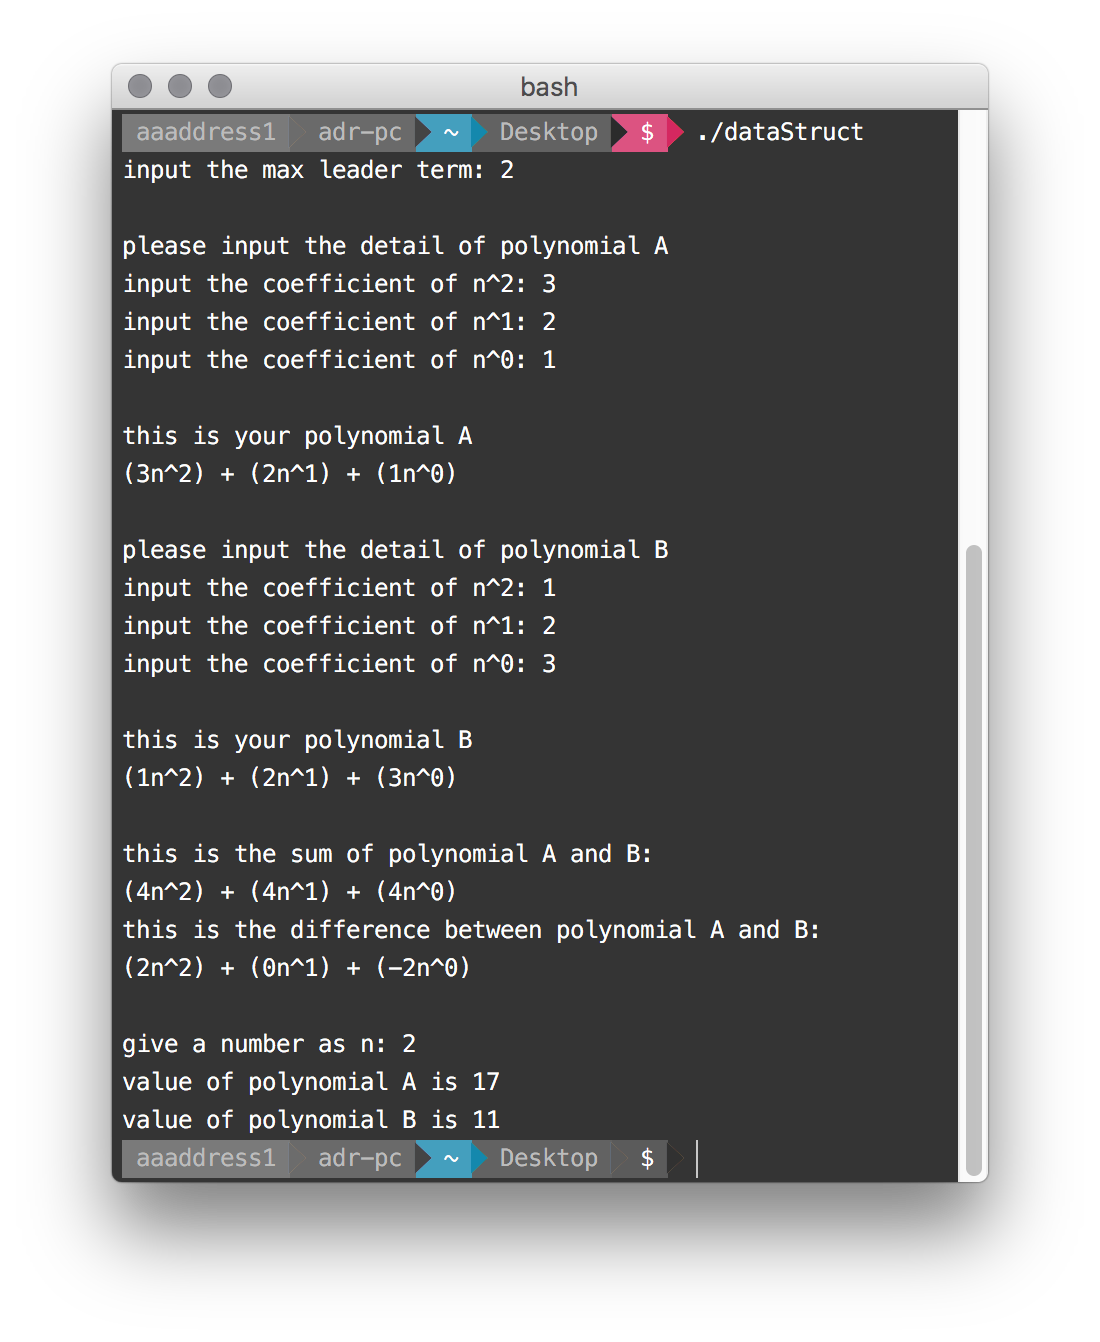 bash
aaaddress1 adr-pc ~ Desktop $ ./dataStruct
input the max leader term: 2
please input the detail of polynomial A
input the coefficient of n^2: 3
input the coefficient of n^1: 2
input the coefficient of n^0: 1
this is your polynomial A
(3n^2) + (2n^1) + (1n^0)
please input the detail of polynomial B
input the coefficient of n^2: 1
input the coefficient of n^1: 2
input the coefficient of n^0: 3
this is your polynomial B
(1n^2) + (2n^1) + (3n^0)
this is the sum of polynomial A and B:
(4n^2) + (4n^1) + (4n^0)
this is the difference between polynomial A and B:
(2n^2) + (0n^1) + (-2n^0)
give a number as n: 2
value of polynomial A is 17
value of polynomial B is 11
aaaddress1 adr-pc ~ Desktop $